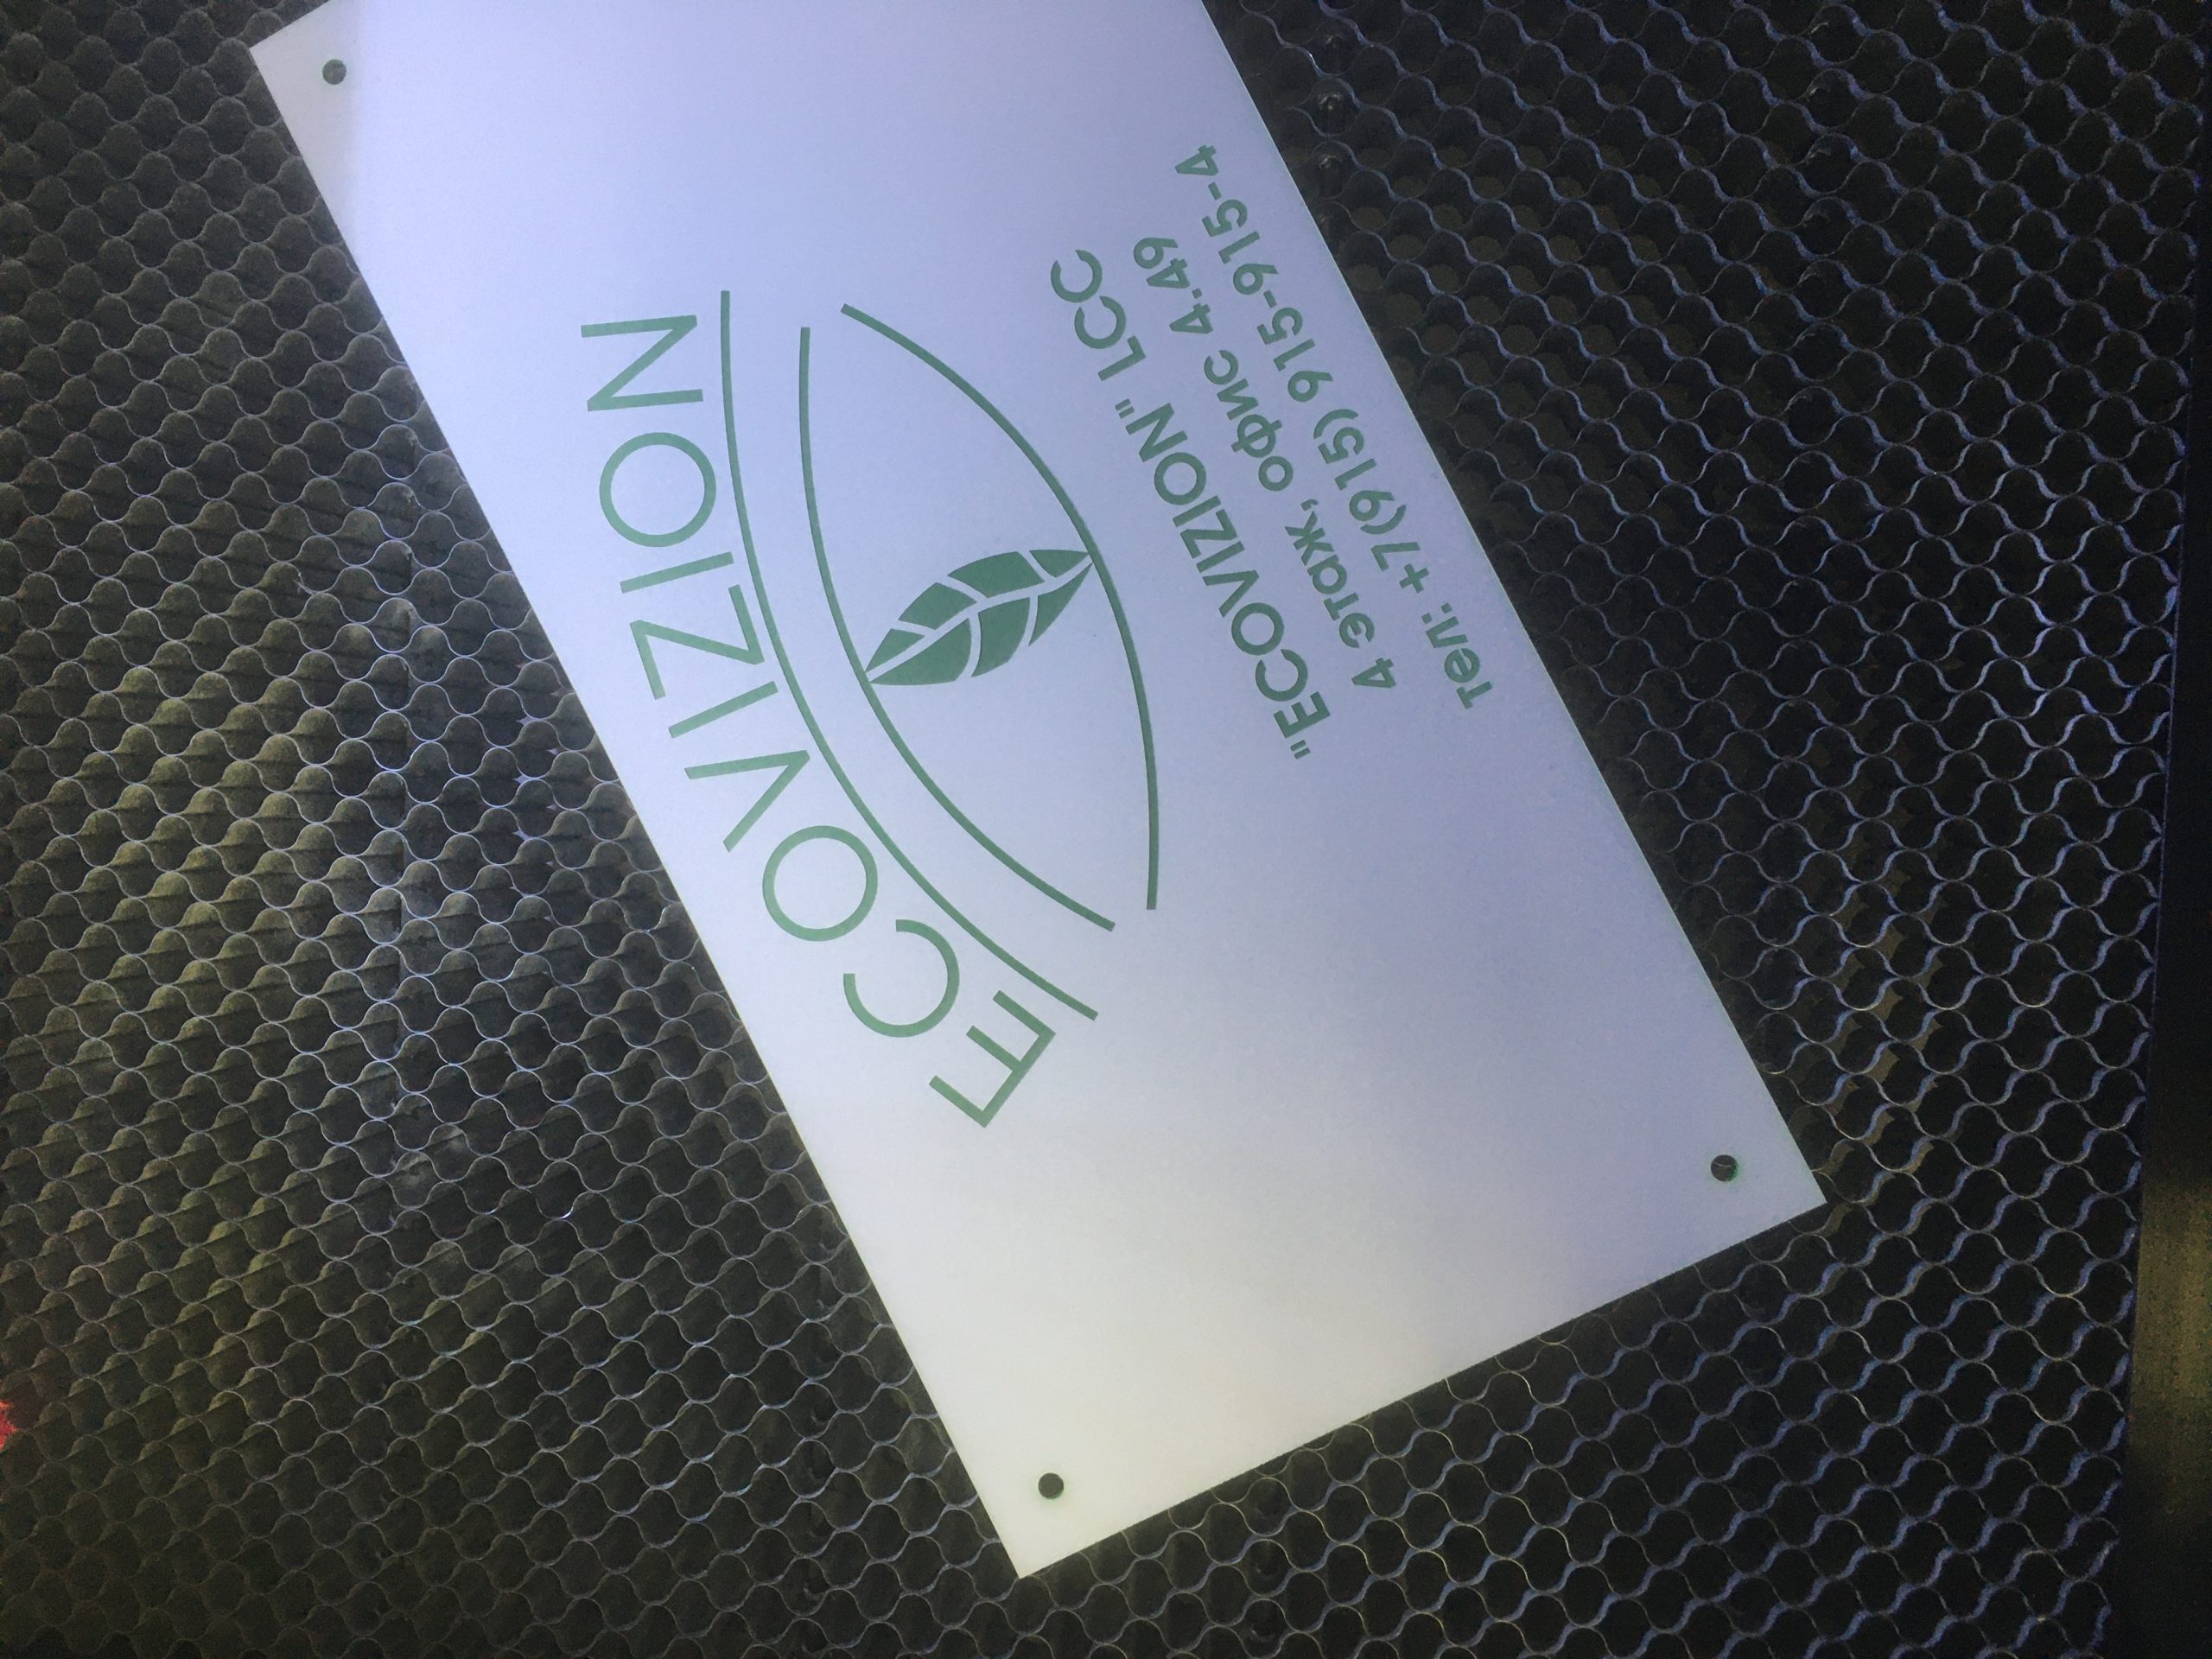 ECOVIZION
"ECOVIZION" LCC
4 этаж, офис 4.49
тел: +7(915) 915-915-4